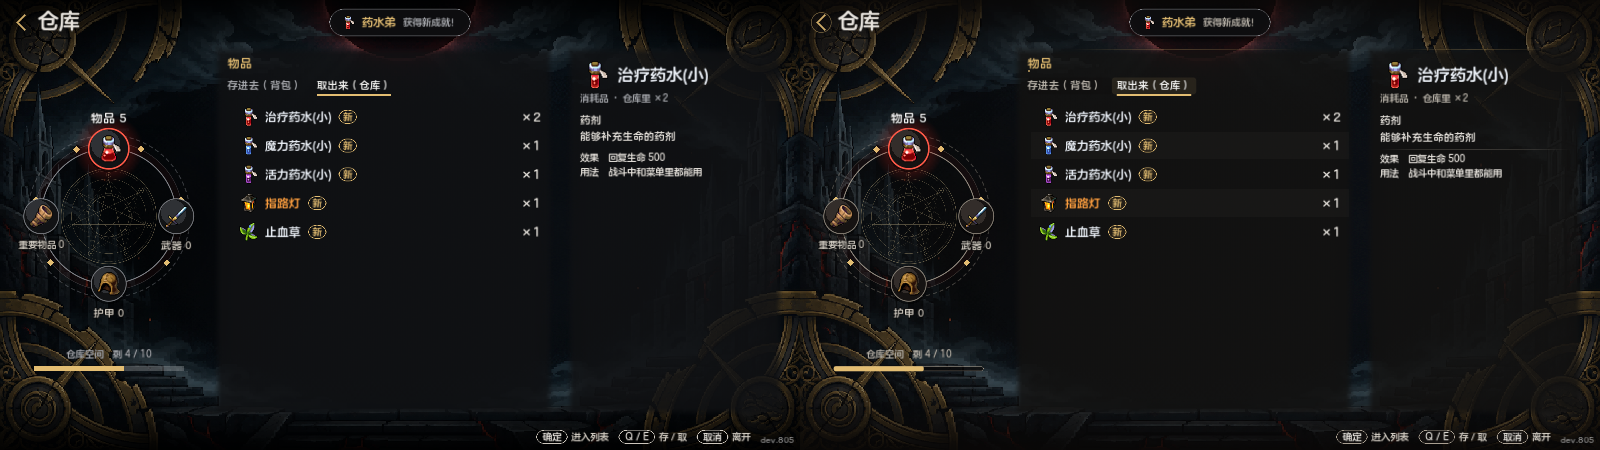 仓库
药水弟 获得新成就!
物品
存进去（背包） 取出来（仓库）
治疗药水(小) 新 ×2
魔力药水(小) 新 ×1
活力药水(小) 新 ×1
指路灯 新 ×1
止血草 新 ×1
物品 5
重要物品 0
武器 0
护甲 0
仓库空间 剩 4 / 10
治疗药水(小)
消耗品 · 仓库里 ×2
药剂
能够补充生命的药剂
效果 回复生命 500
用法 战斗中和菜单里都能用
确定 进入列表 Q / E 存 / 取 取消 离开
dev.805
仓库
药水弟 获得新成就!
物品
存进去（背包） 取出来（仓库）
治疗药水(小) 新 ×2
魔力药水(小) 新 ×1
活力药水(小) 新 ×1
指路灯 新 ×1
止血草 新 ×1
物品 5
重要物品 0
武器 0
护甲 0
仓库空间 剩 4 / 10
治疗药水(小)
消耗品 · 仓库里 ×2
药剂
能够补充生命的药剂
效果 回复生命 500
用法 战斗中和菜单里都能用
确定 进入列表 Q / E 存 / 取 取消 离开
dev.805